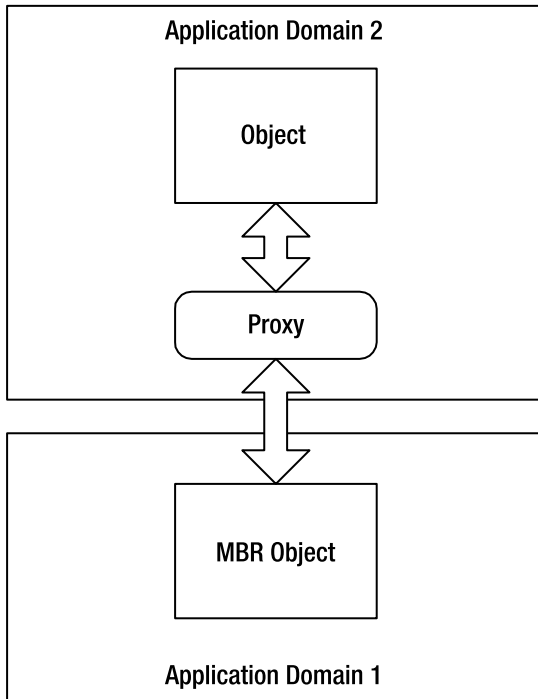 Application Domain 2
Object
Proxy
MBR Object
Application Domain 1